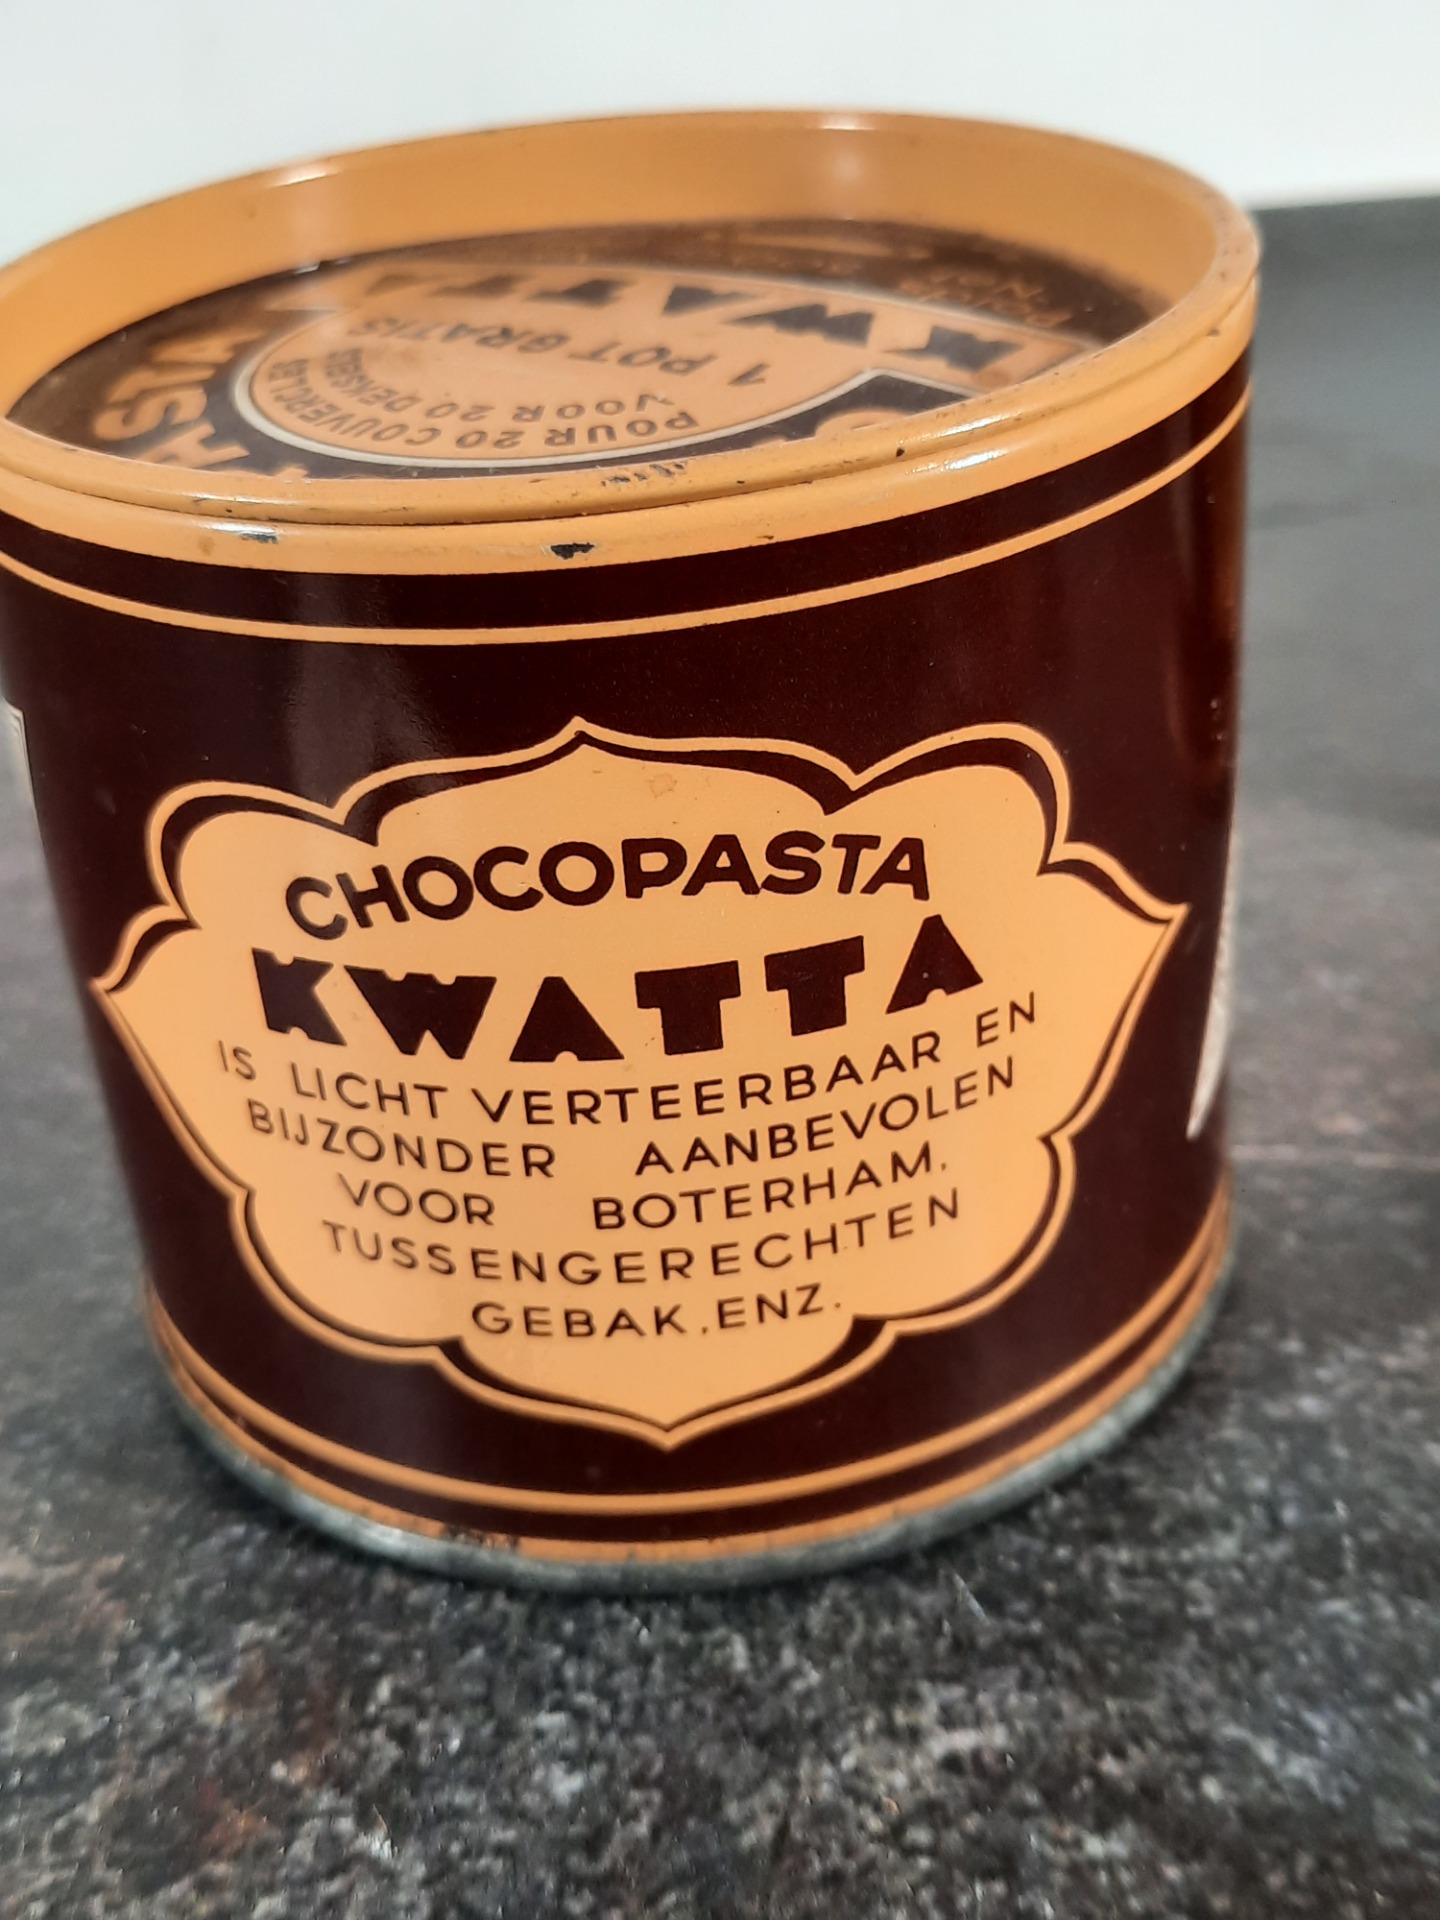 KWATTA
1 POT GRATIS
VOOR 20 DEKSELS
POUR 20 COUVERCLES
CHOCOPASTA
KWATTA
IS LICHT VERTEERBAAR EN
BIJZONDER AANBEVOLEN
VOOR BOTERHAM.
TUSSENGERECHTEN
GEBAK.ENZ.